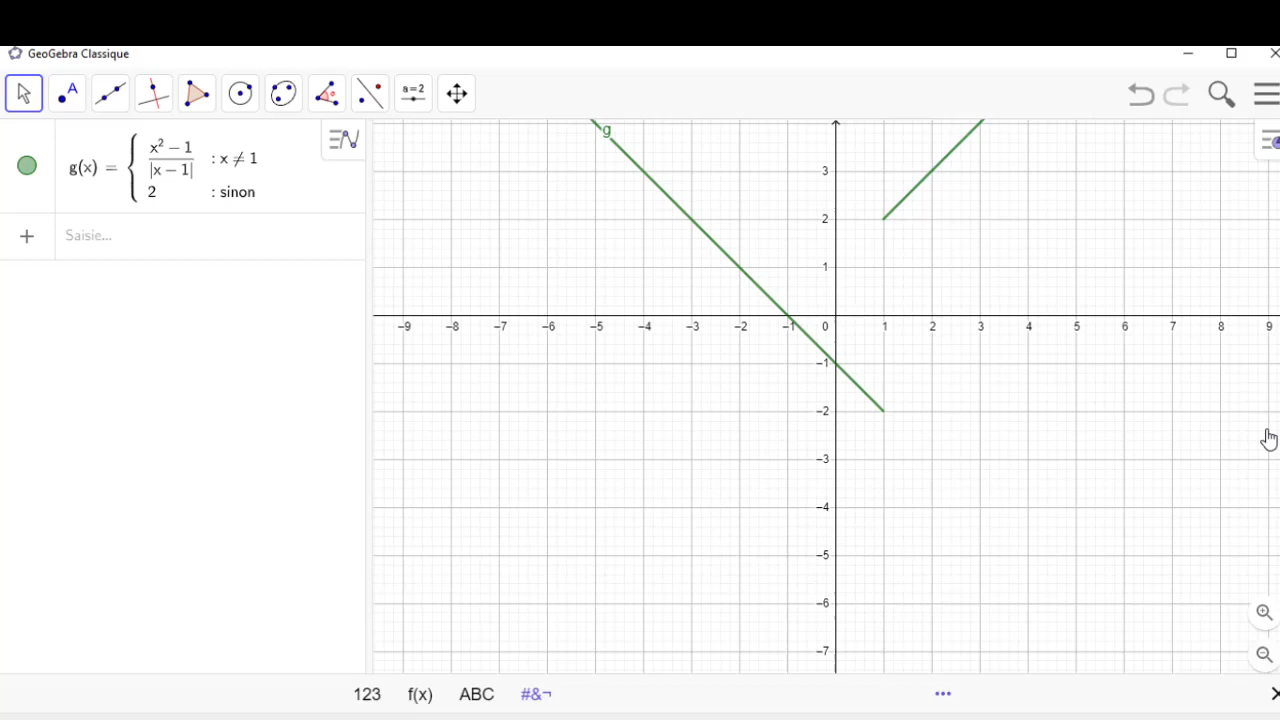 GeoGebra Classique
A
a=2
g(x) = { x² − 1 / |x − 1| : x ≠ 1
2 : sinon
+ Saisie...
g
3
2
1
−9 −8 −7 −6 −5 −4 −3 −2 −1 0 1 2 3 4 5 6 7 8 9
−1
−2
−3
−4
−5
−6
−7
123 f(x) ABC #&¬ •••